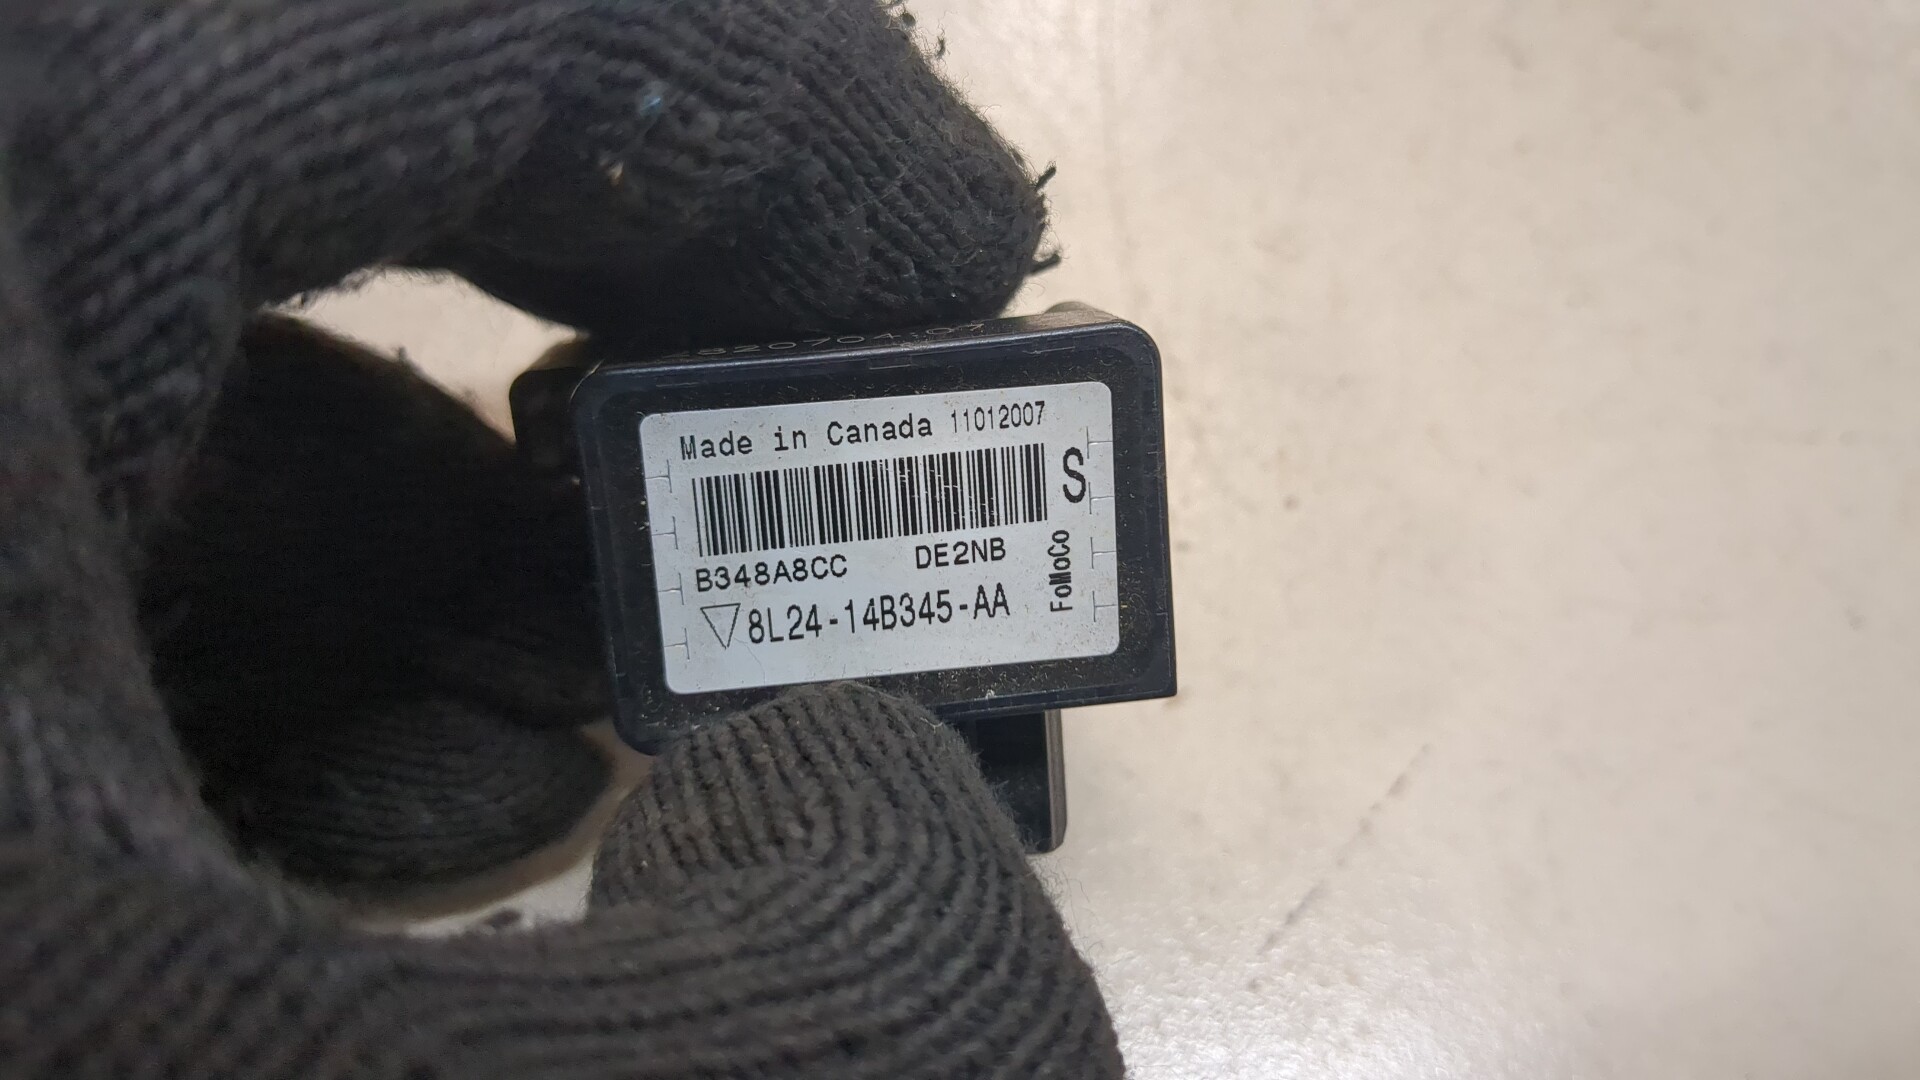 Made in Canada 11012007
S
B348A8CC DE2NB
8L24-14B345-AA
FoMoCo